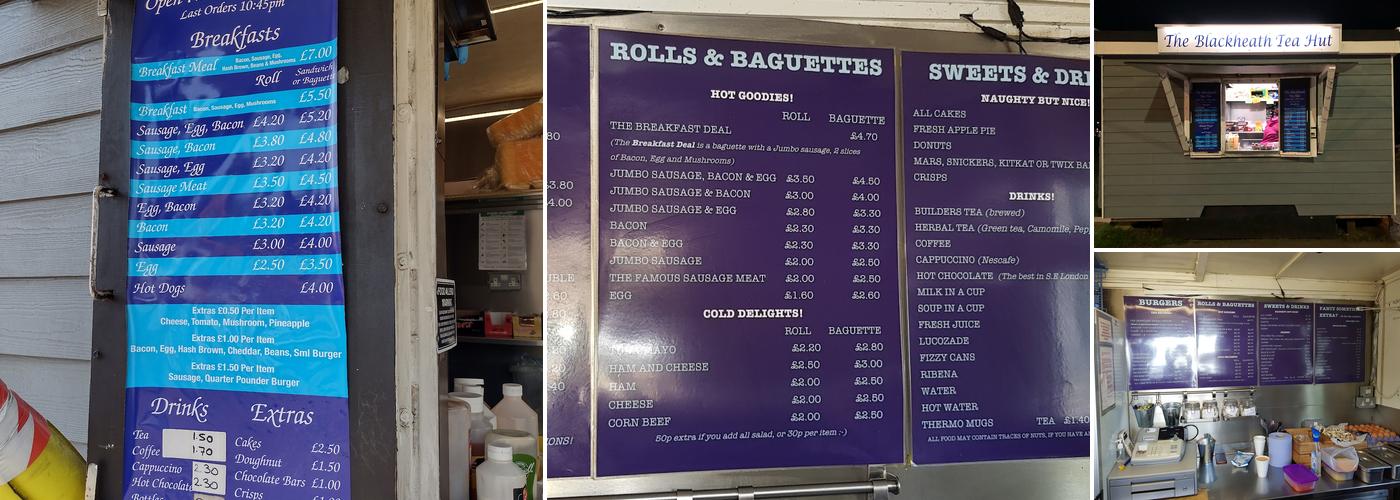 Last Orders 10:45pm
Breakfasts
Breakfast Meal Bacon, Sausage, Egg, Hash Brown, Beans & Mushrooms £7.00
Roll Sandwich or Baguette
Breakfast Bacon, Sausage, Egg, Mushrooms £5.50
Sausage, Egg, Bacon £4.20 £5.20
Sausage, Bacon £3.80 £4.80
Sausage, Egg £3.20 £4.20
Sausage Meat £3.50 £4.50
Egg, Bacon £3.20 £4.20
Bacon £3.20 £4.20
Sausage £3.00 £4.00
Egg £2.50 £3.50
Hot Dogs £4.00
Extras £0.50 Per Item
Cheese, Tomato, Mushroom, Pineapple
Extras £1.00 Per Item
Bacon, Egg, Hash Brown, Cheddar, Beans, Sml Burger
Extras £1.50 Per Item
Sausage, Quarter Pounder Burger
Drinks Extras
Tea 1.50 Cakes £2.50
Coffee 1.70 Doughnut £1.50
Cappuccino 2.30 Chocolate Bars £1.00
Hot Chocolate 2.30 Crisps
ROLLS & BAGUETTES
HOT GOODIES!
ROLL BAGUETTE
THE BREAKFAST DEAL £4.70
(The Breakfast Deal is a baguette with a Jumbo sausage, 2 slices
of Bacon, Egg and Mushrooms)
JUMBO SAUSAGE, BACON & EGG £3.50 £4.50
JUMBO SAUSAGE & BACON £3.00 £4.00
JUMBO SAUSAGE & EGG £2.80 £3.30
BACON £2.30 £3.30
BACON & EGG £2.30 £3.30
JUMBO SAUSAGE £2.00 £2.50
THE FAMOUS SAUSAGE MEAT £2.00 £2.50
EGG £1.60 £2.60
COLD DELIGHTS!
ROLL BAGUETTE
MAYO £2.20 £2.80
HAM AND CHEESE £2.50 £3.00
HAM £2.00 £2.50
CHEESE £2.00 £2.50
CORN BEEF £2.00 £2.50
50p extra if you add all salad, or 30p per item :-)
SWEETS & DRI
NAUGHTY BUT NICE!
ALL CAKES
FRESH APPLE PIE
DONUTS
MARS, SNICKERS, KITKAT OR TWIX BA
CRISPS
DRINKS!
BUILDERS TEA (brewed)
HERBAL TEA (Green tea, Camomile, Pep
COFFEE
CAPPUCCINO (Nescafe)
HOT CHOCOLATE (The best in S.E London
MILK IN A CUP
SOUP IN A CUP
FRESH JUICE
LUCOZADE
FIZZY CANS
RIBENA
WATER
HOT WATER
THERMO MUGS TEA £1.40
ALL FOOD MAY CONTAIN TRACES OF NUTS, IF YOU HAVE A
The Blackheath Tea Hut
BURGERS
ROLLS & BAGUETTES
SWEETS & DRINKS
FANCY SOMETHING EXTRA?